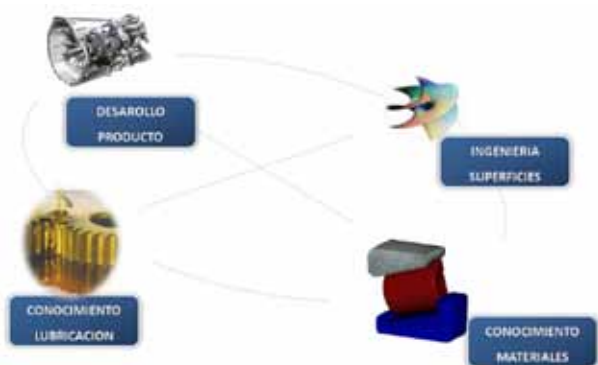 DESAROLLO
PRODUCTO
INGENIERIA
SUPERFICIES
CONOCIMIENTO
LUBRICACION
CONOCIMIENTO
MATERIALES